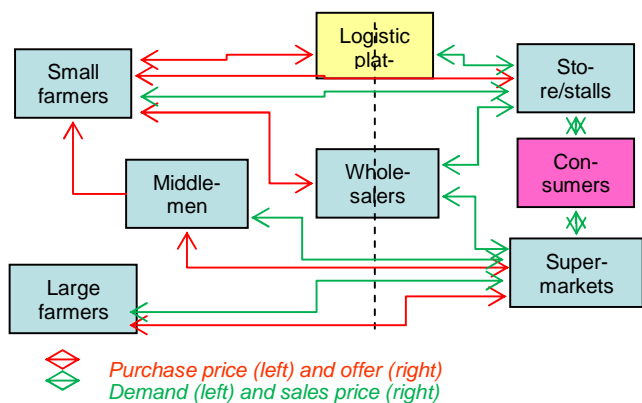 Logistic
plat-
Small
farmers
Sto-
re/stalls
Middle-
men
Whole-
salers
Con-
sumers
Large
farmers
Super-
markets
Purchase price (left) and offer (right)
Demand (left) and sales price (right)